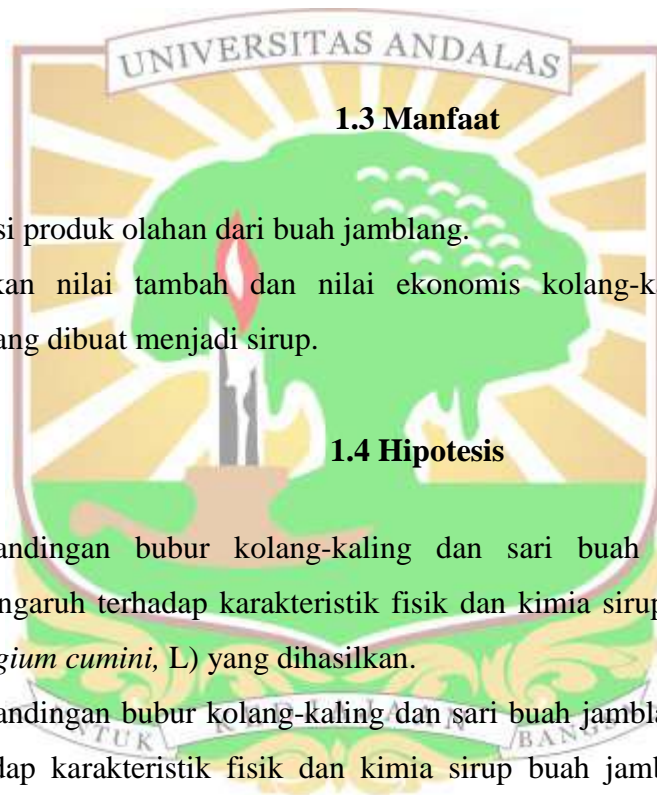 UNIVERSITAS ANDALAS
1.3 Manfaat
si produk olahan dari buah jamblang.
kan nilai tambah dan nilai ekonomis kolang-k
ang dibuat menjadi sirup.
1.4 Hipotesis
andingan bubur kolang-kaling dan sari buah
ngaruh terhadap karakteristik fisik dan kimia sirup
gium cumini, L) yang dihasilkan.
andingan bubur kolang-kaling dan sari buah jambla
UNTUK KEDJAJAAN BANGSA
dap karakteristik fisik dan kimia sirup buah jamb